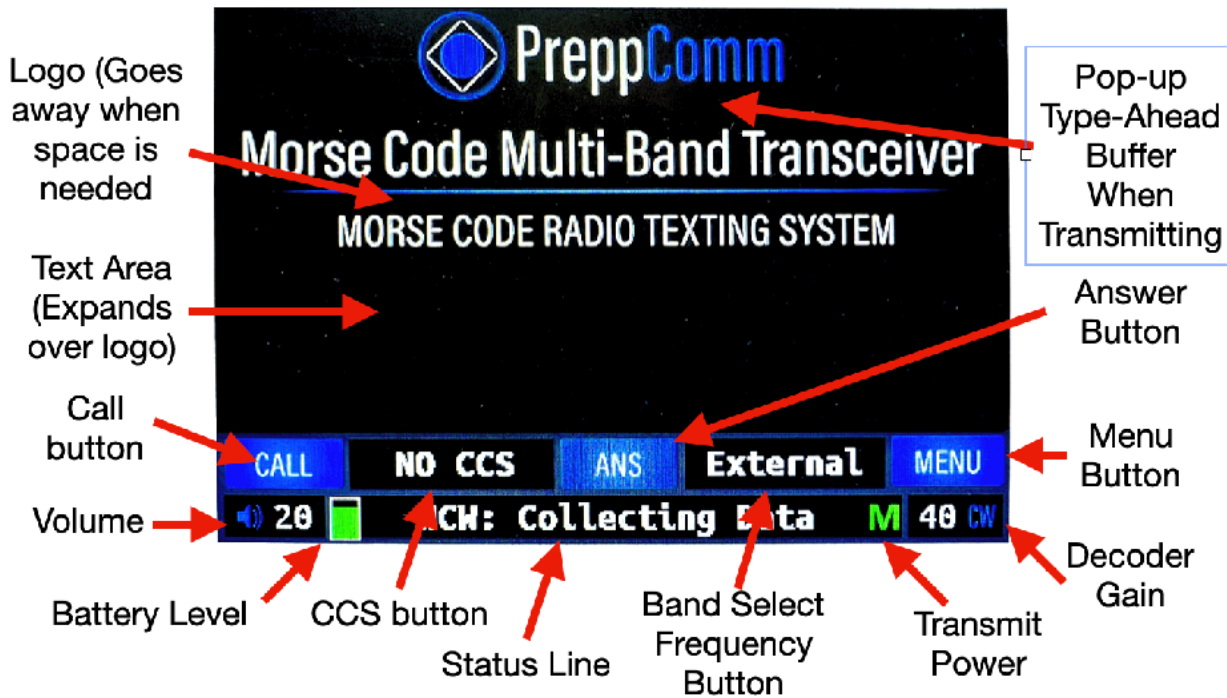 Logo (Goes
away when
space is
needed
PreppComm
Morse Code Multi-Band Transceiver
MORSE CODE RADIO TEXTING SYSTEM
Pop-up
Type-Ahead
Buffer
When
Transmitting
Text Area
(Expands
over logo)
Answer
Button
Call
button
CALL
NO CCS
ANS
External
MENU
Menu
Button
Volume
20
Collecting Data
M
40 CW
Decoder
Gain
Battery Level
CCS button
Status Line
Band Select
Frequency
Button
Transmit
Power